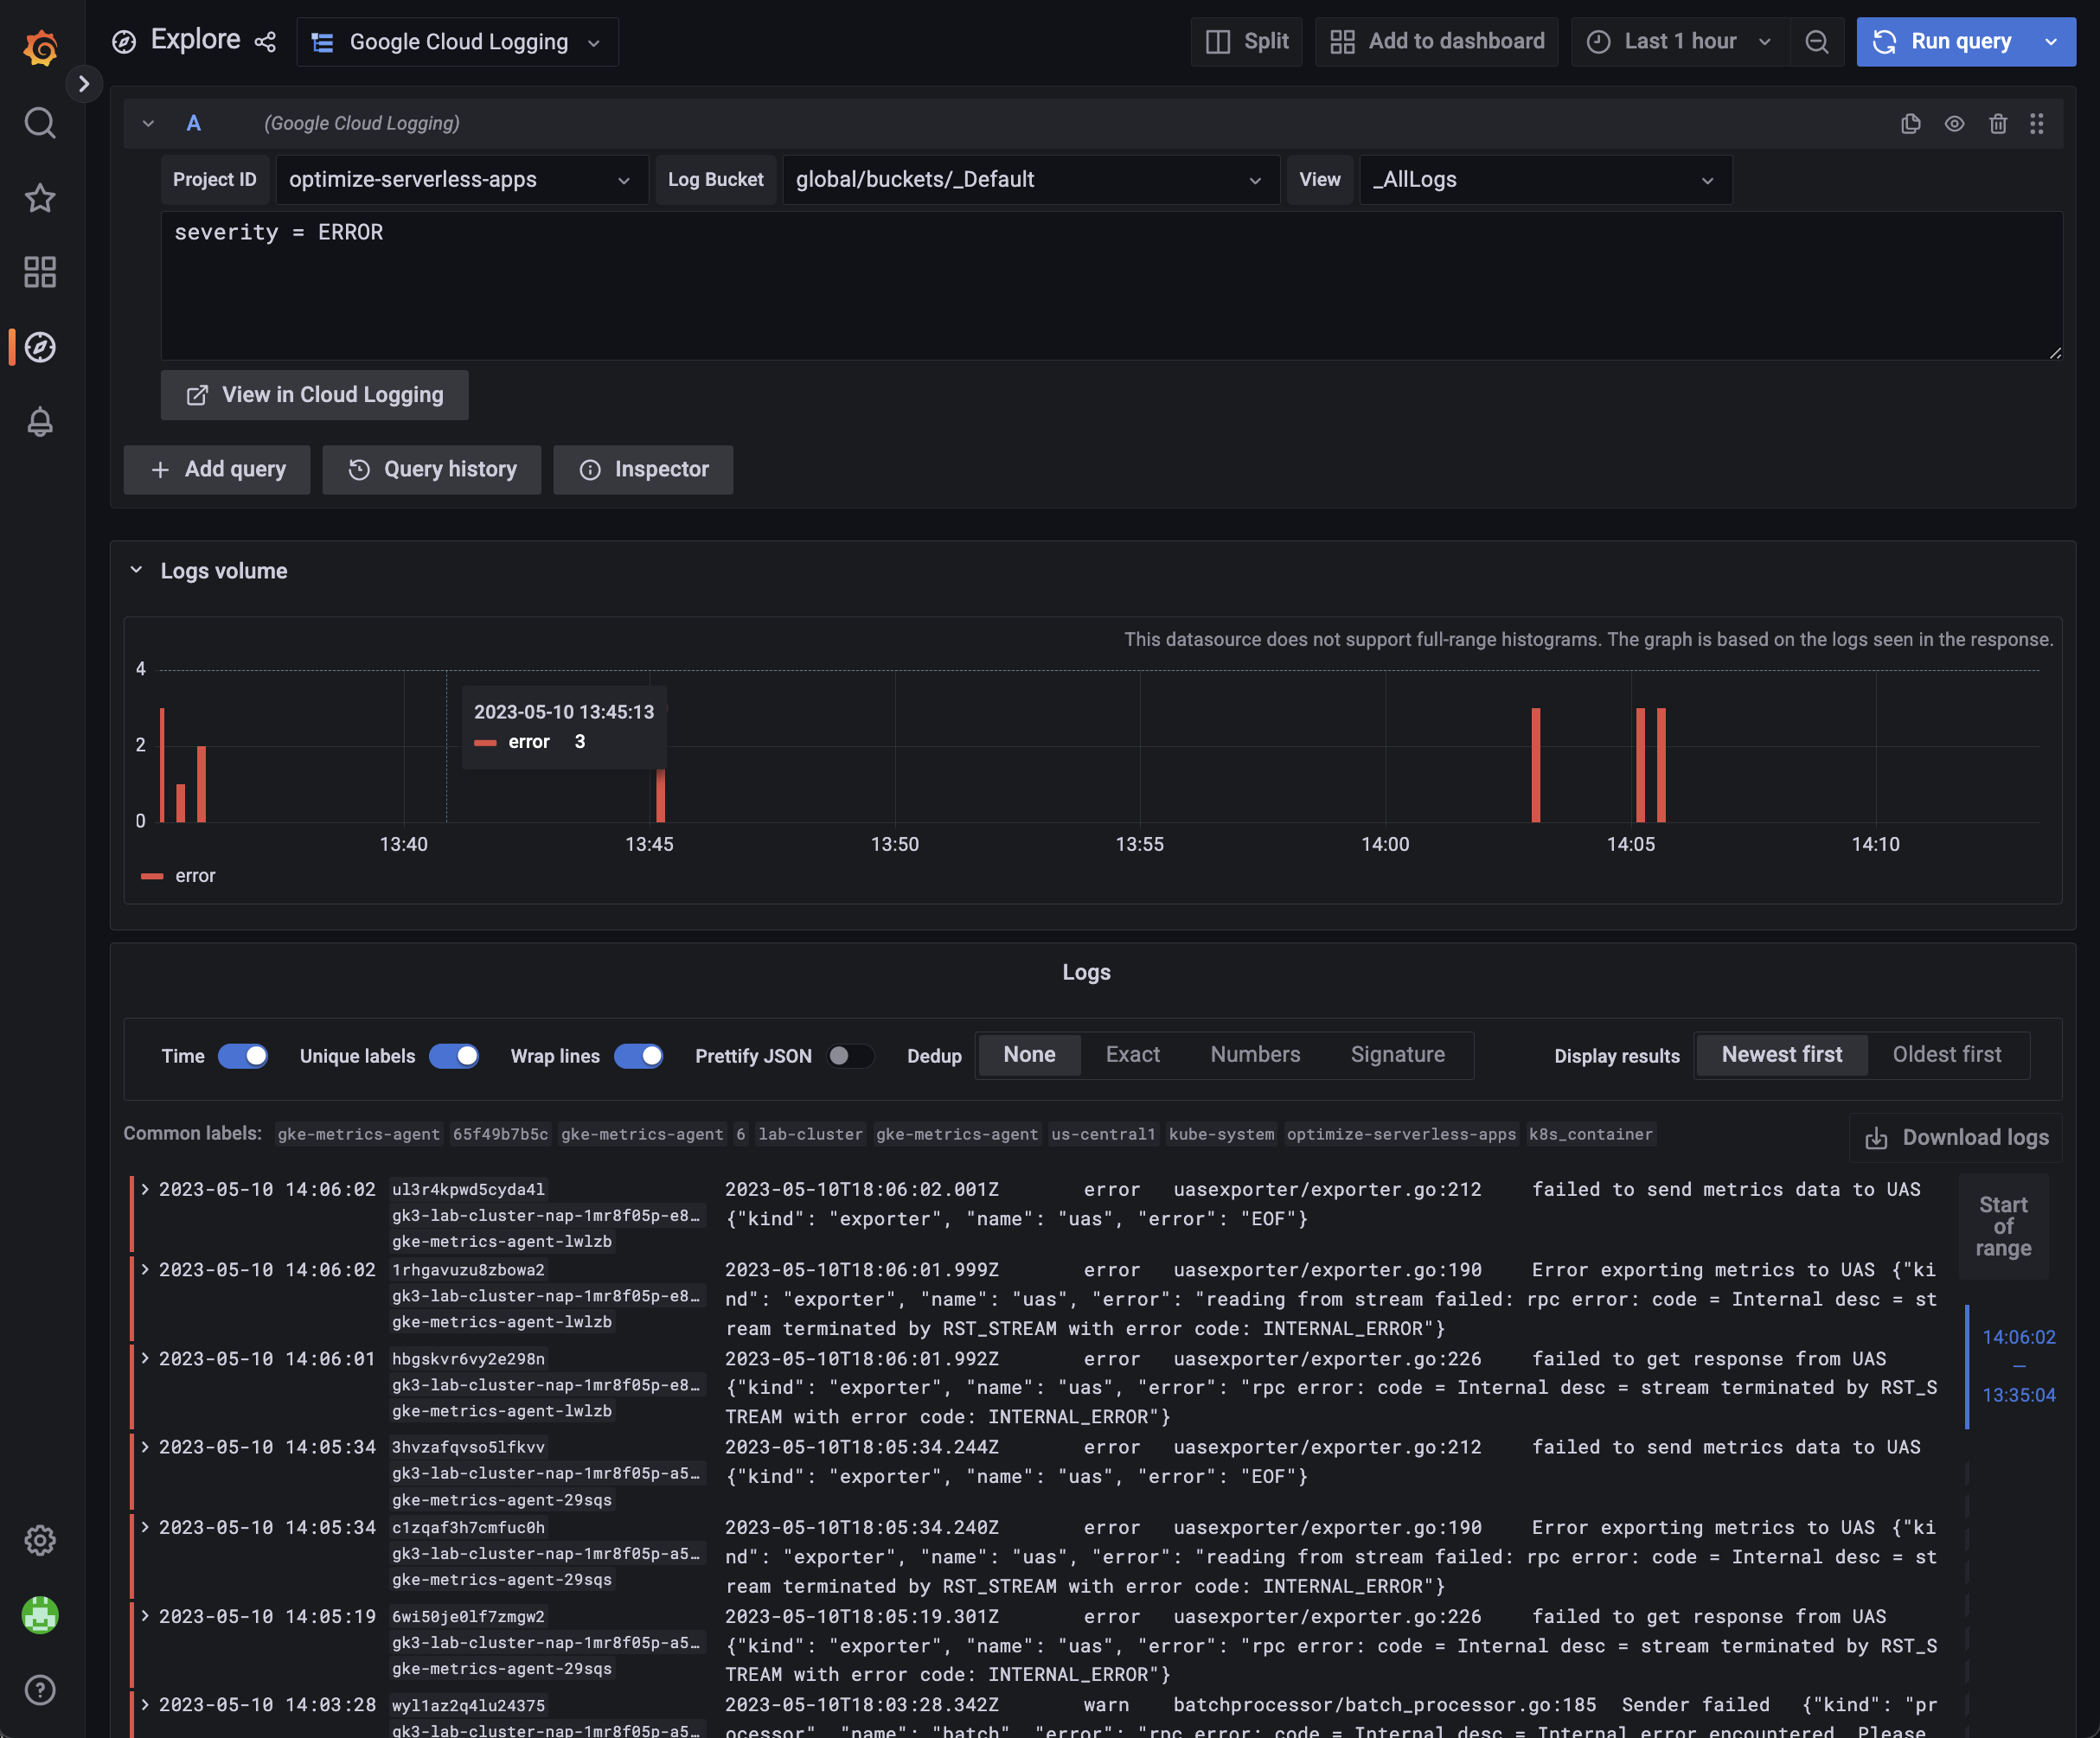 Explore
Google Cloud Logging
Split
Add to dashboard
Last 1 hour
Run query
A
(Google Cloud Logging)
Project ID
optimize-serverless-apps
Log Bucket
global/buckets/_Default
View
_AllLogs
severity = ERROR
View in Cloud Logging
Add query
Query history
Inspector
Logs volume
This datasource does not support full-range histograms. The graph is based on the logs seen in the response.
4
2
0
2023-05-10 13:45:13
error 3
13:40
13:45
13:50
13:55
14:00
14:05
14:10
error
Logs
Time
Unique labels
Wrap lines
Prettify JSON
Dedup
None
Exact
Numbers
Signature
Display results
Newest first
Oldest first
Common labels: gke-metrics-agent 65f49b7b5c gke-metrics-agent 6 lab-cluster gke-metrics-agent us-central1 kube-system optimize-serverless-apps k8s_container
Download logs
2023-05-10 14:06:02
ul3r4kpwd5cyda4l
gk3-lab-cluster-nap-1mr8f05p-e8…
gke-metrics-agent-lwlzb
2023-05-10T18:06:02.001Z error uasexporter/exporter.go:212 failed to send metrics data to UAS
{"kind": "exporter", "name": "uas", "error": "EOF"}
2023-05-10 14:06:02
1rhgavuzu8zbowa2
gk3-lab-cluster-nap-1mr8f05p-e8…
gke-metrics-agent-lwlzb
2023-05-10T18:06:01.999Z error uasexporter/exporter.go:190 Error exporting metrics to UAS {"ki
nd": "exporter", "name": "uas", "error": "reading from stream failed: rpc error: code = Internal desc = st
ream terminated by RST_STREAM with error code: INTERNAL_ERROR"}
2023-05-10 14:06:01
hbgskvr6vy2e298n
gk3-lab-cluster-nap-1mr8f05p-e8…
gke-metrics-agent-lwlzb
2023-05-10T18:06:01.992Z error uasexporter/exporter.go:226 failed to get response from UAS
{"kind": "exporter", "name": "uas", "error": "rpc error: code = Internal desc = stream terminated by RST_S
TREAM with error code: INTERNAL_ERROR"}
2023-05-10 14:05:34
3hvzafqvso5lfkvv
gk3-lab-cluster-nap-1mr8f05p-a5…
gke-metrics-agent-29sqs
2023-05-10T18:05:34.244Z error uasexporter/exporter.go:212 failed to send metrics data to UAS
{"kind": "exporter", "name": "uas", "error": "EOF"}
2023-05-10 14:05:34
c1zqaf3h7cmfuc0h
gk3-lab-cluster-nap-1mr8f05p-a5…
gke-metrics-agent-29sqs
2023-05-10T18:05:34.240Z error uasexporter/exporter.go:190 Error exporting metrics to UAS {"ki
nd": "exporter", "name": "uas", "error": "reading from stream failed: rpc error: code = Internal desc = st
ream terminated by RST_STREAM with error code: INTERNAL_ERROR"}
2023-05-10 14:05:19
6wi50je0lf7zmgw2
gk3-lab-cluster-nap-1mr8f05p-a5…
gke-metrics-agent-29sqs
2023-05-10T18:05:19.301Z error uasexporter/exporter.go:226 failed to get response from UAS
{"kind": "exporter", "name": "uas", "error": "rpc error: code = Internal desc = stream terminated by RST_S
TREAM with error code: INTERNAL_ERROR"}
2023-05-10 14:03:28
wyl1az2q4lu24375
gk3-lab-cluster-nap-1mr8f05p-a5…
2023-05-10T18:03:28.342Z warn batchprocessor/batch_processor.go:185 Sender failed {"kind": "pr
ocessor", "name": "batch", "error": "rpc error: code = Internal desc = Internal error encountered. Please
Start
of
range
14:06:02
—
13:35:04